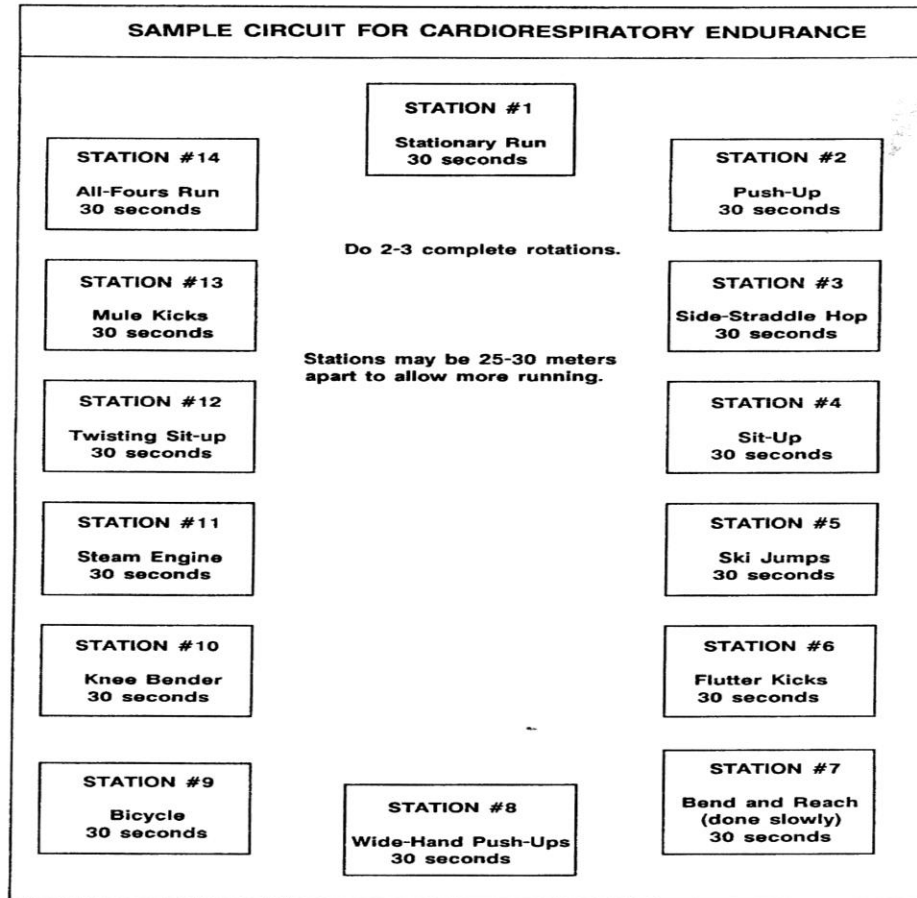 SAMPLE CIRCUIT FOR CARDIORESPIRATORY ENDURANCE
STATION #1
Stationary Run
30 seconds
STATION #2
Push-Up
30 seconds
STATION #3
Side-Straddle Hop
30 seconds
STATION #4
Sit-Up
30 seconds
STATION #5
Ski Jumps
30 seconds
STATION #6
Flutter Kicks
30 seconds
STATION #7
Bend and Reach
(done slowly)
30 seconds
STATION #8
Wide-Hand Push-Ups
30 seconds
STATION #9
Bicycle
30 seconds
STATION #10
Knee Bender
30 seconds
STATION #11
Steam Engine
30 seconds
STATION #12
Twisting Sit-up
30 seconds
STATION #13
Mule Kicks
30 seconds
STATION #14
All-Fours Run
30 seconds
Do 2-3 complete rotations.
Stations may be 25-30 meters
apart to allow more running.